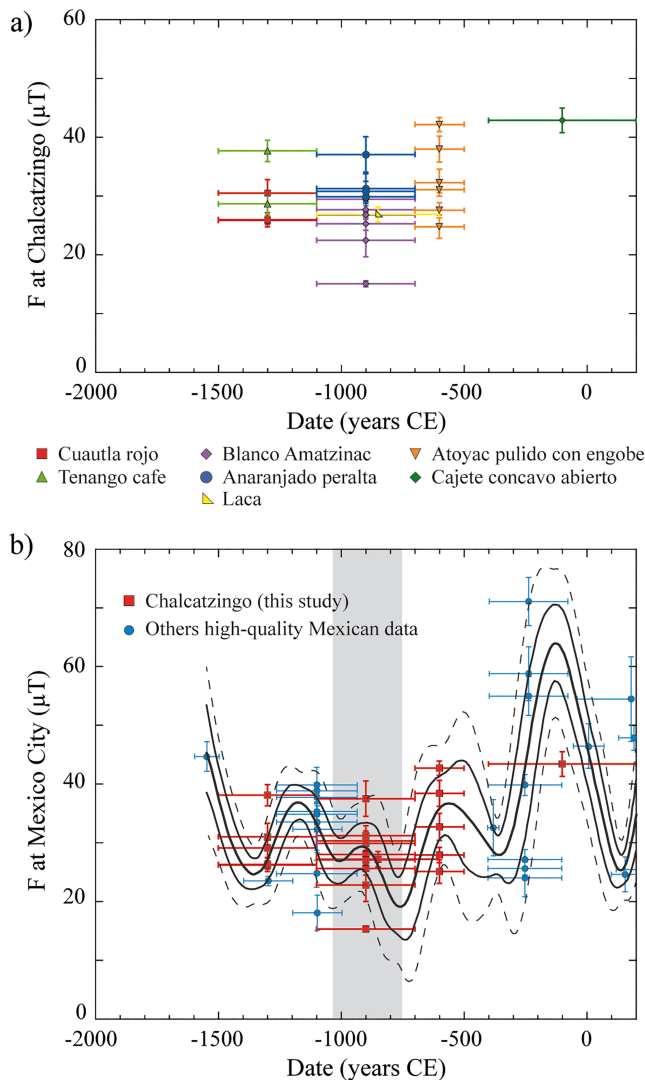 a)
F at Chalcatzingo (µT)
60
40
20
0
-2000 -1500 -1000 -500 0
Date (years CE)
Cuautla rojo Blanco Amatzinac Atoyac pulido con engobe
Tenango cafe Anaranjado peralta Cajete concavo abierto
Laca
b)
F at Mexico City (µT)
80
Chalcatzingo (this study)
Others high-quality Mexican data
60
40
20
0
-2000 -1500 -1000 -500 0
Date (years CE)